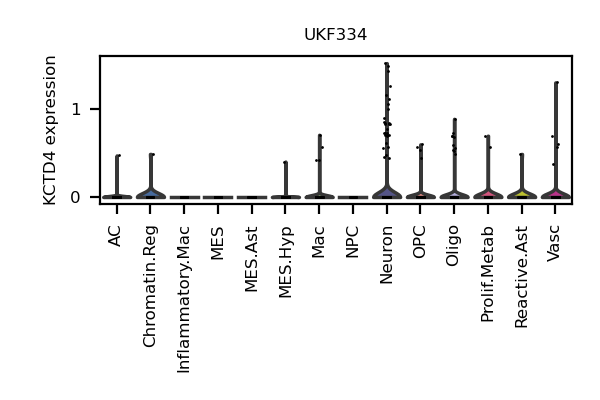 UKF334
KCTD4 expression
1
0
AC
Chromatin.Reg
Inflammatory.Mac
MES
MES.Ast
MES.Hyp
Mac
NPC
Neuron
OPC
Oligo
Prolif.Metab
Reactive.Ast
Vasc